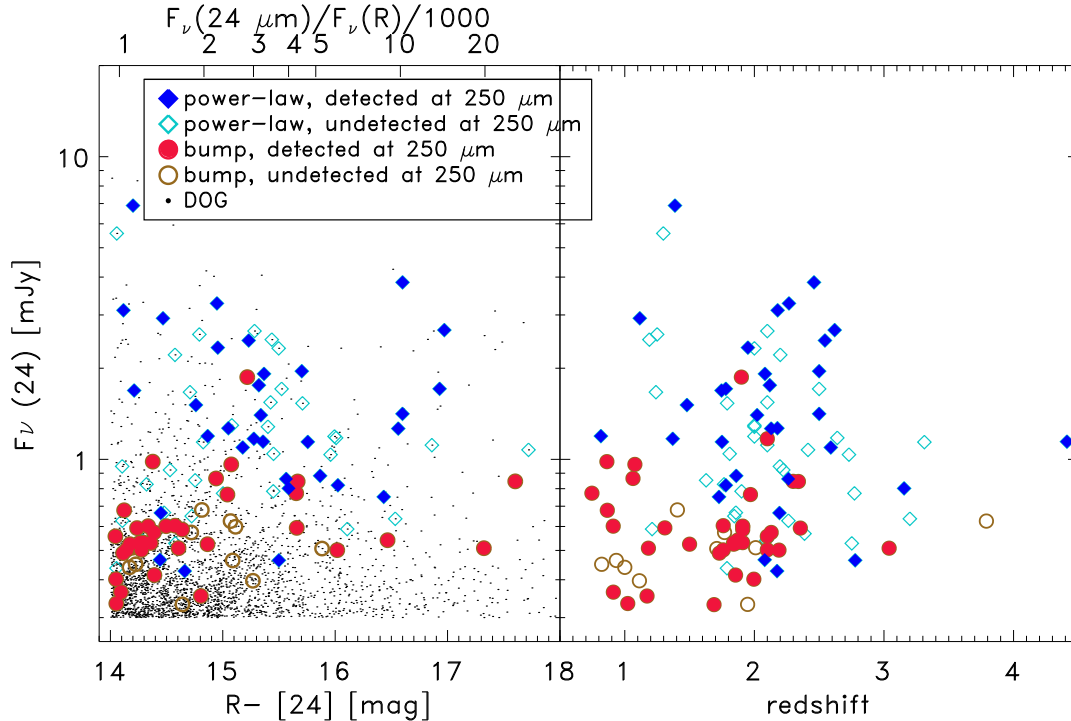 Fν(24 μm)/Fν(R)/1000
1 2 3 4 5 10 20
power-law, detected at 250 μm
power-law, undetected at 250 μm
bump, detected at 250 μm
bump, undetected at 250 μm
DOG
10
1
Fν (24) [mJy]
14 15 16 17 18 1 2 3 4
R- [24] [mag] redshift